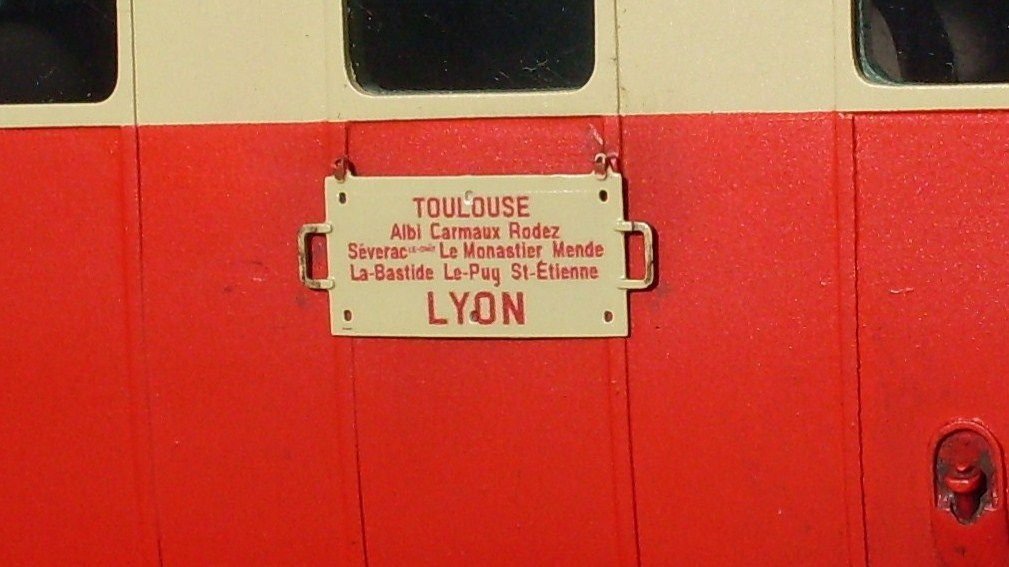 TOULOUSE
Albi Carmaux Rodez
Séverac Le Monastier Mende
La-Bastide Le-Puy St-Étienne
LYON